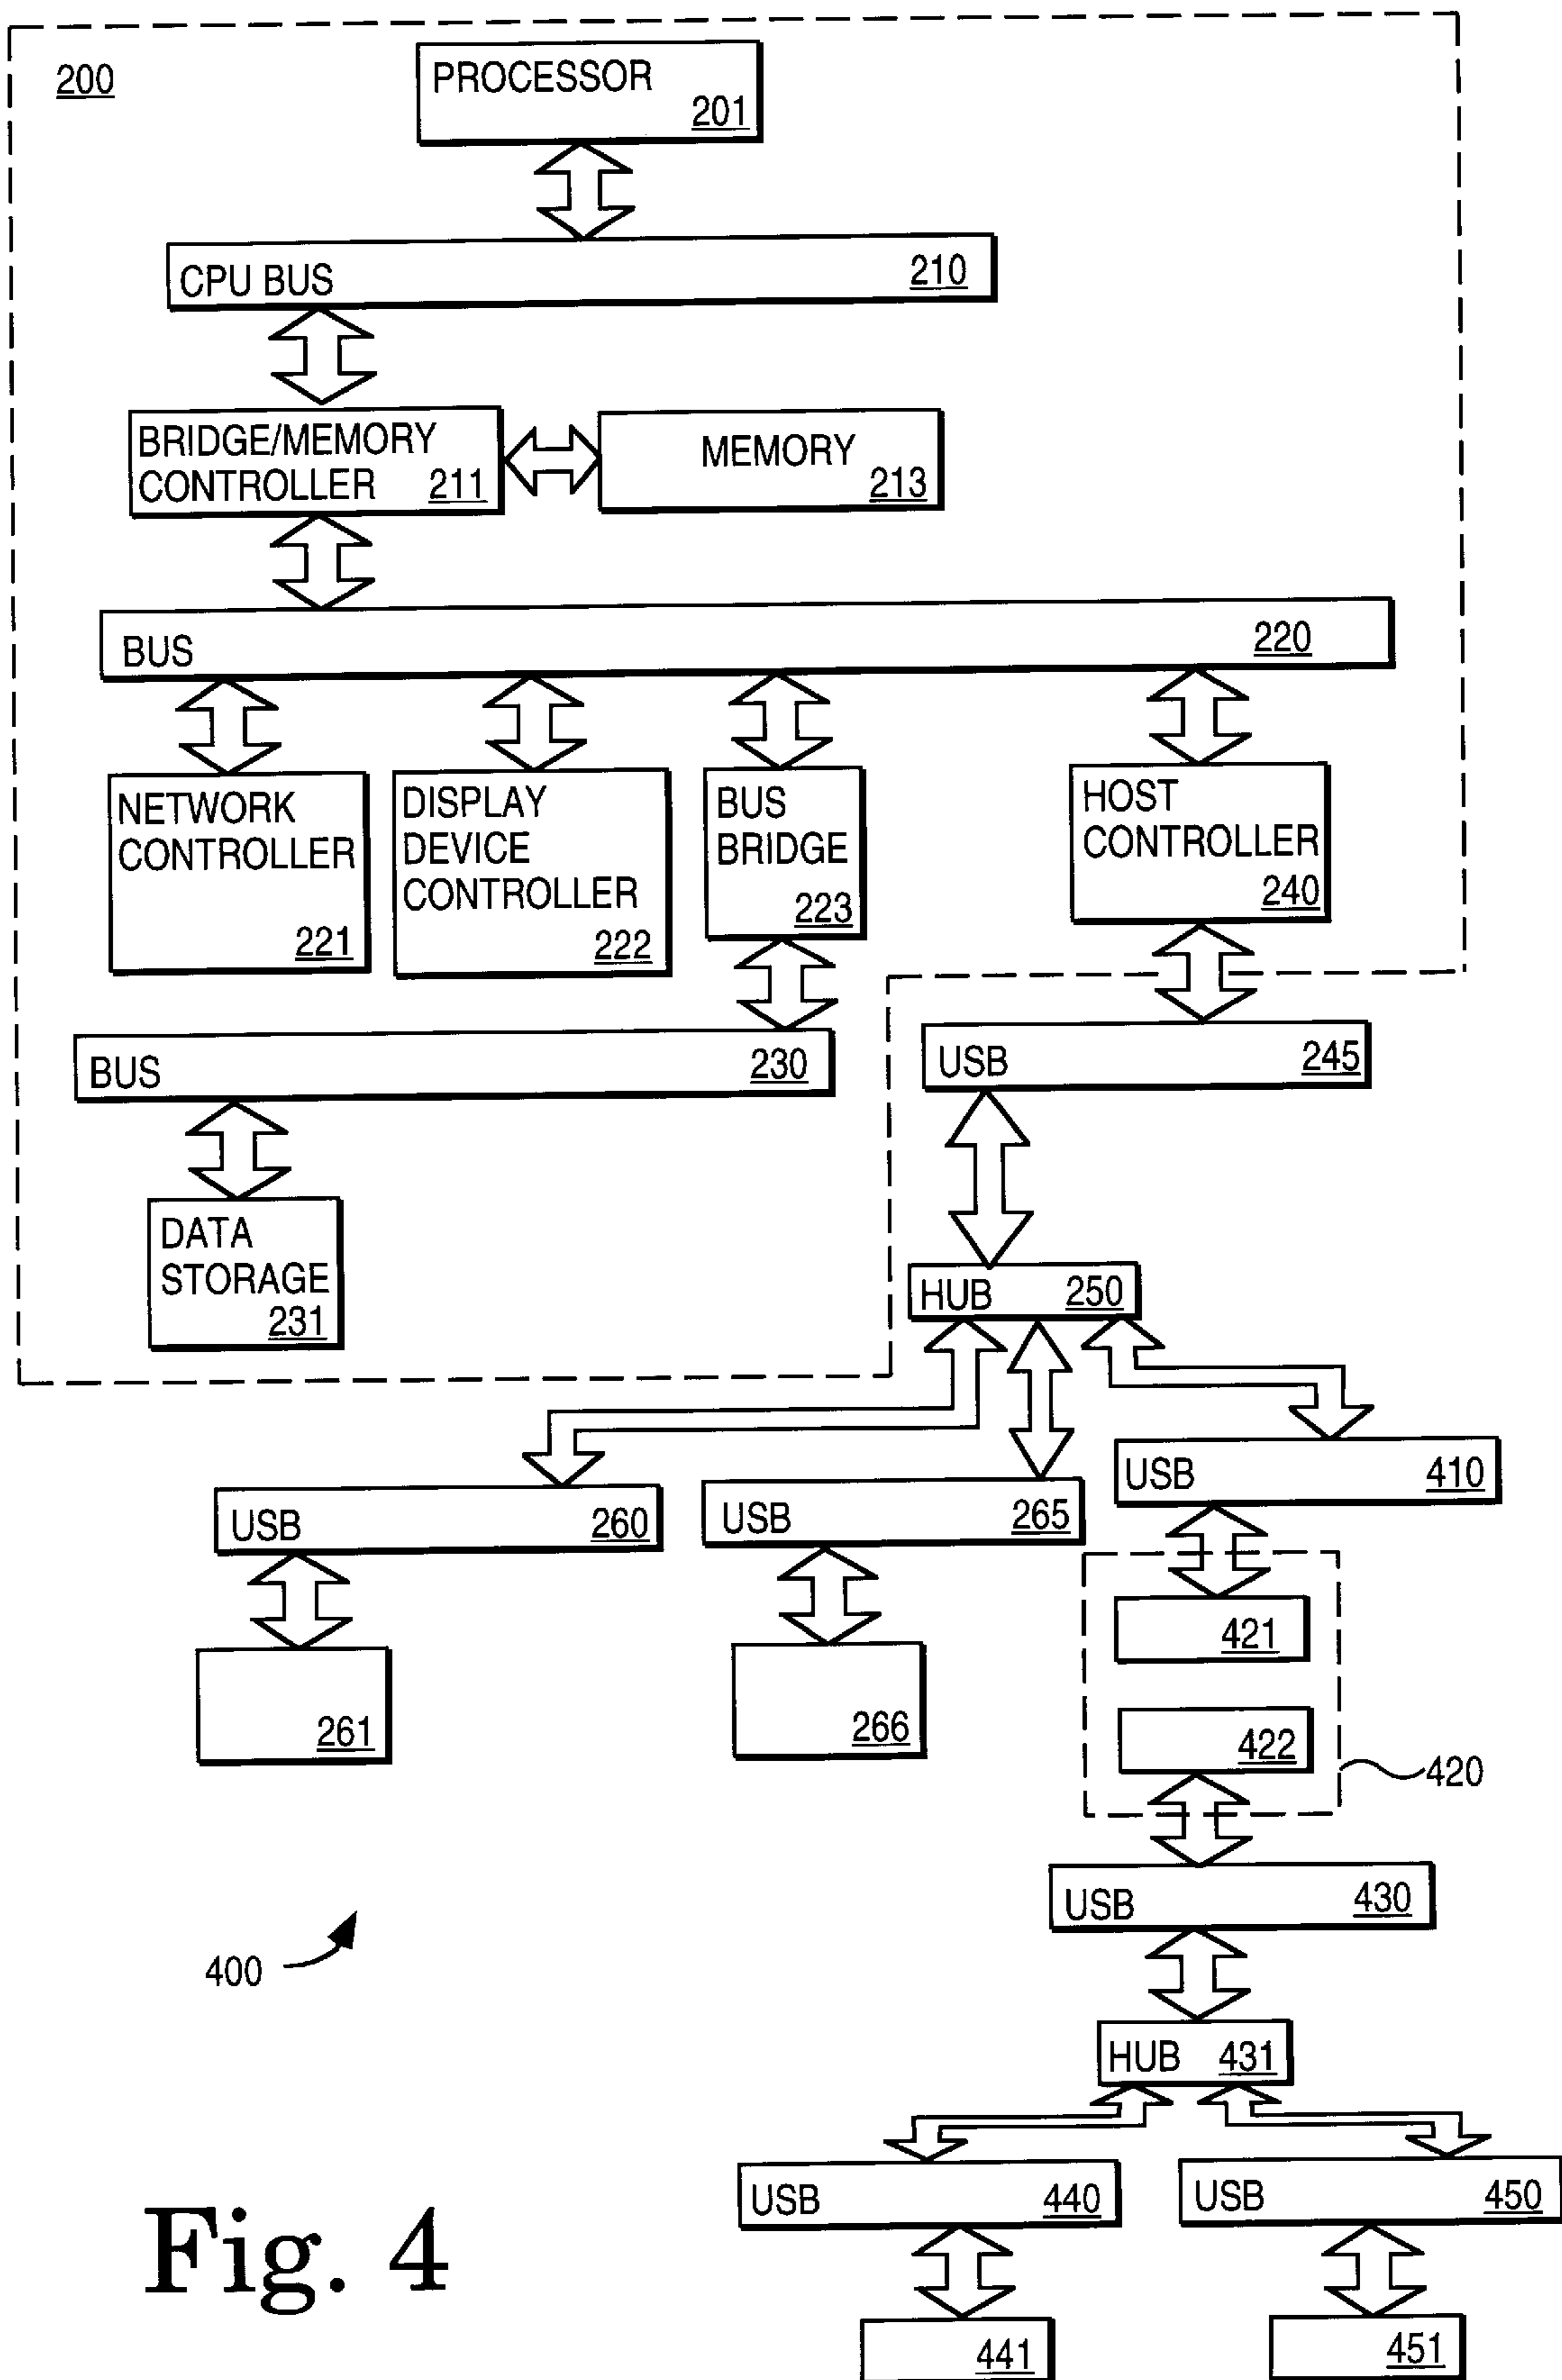 200
PROCESSOR
201
CPU BUS 210
BRIDGE/MEMORY
CONTROLLER 211
MEMORY
213
BUS 220
NETWORK
CONTROLLER
221
DISPLAY
DEVICE
CONTROLLER
222
BUS
BRIDGE
223
HOST
CONTROLLER
240
BUS 230
USB 245
DATA
STORAGE
231
HUB 250
USB 260
USB 265
USB 410
261
266
421
422
420
USB 430
400
HUB 431
USB 440
USB 450
441
451
Fig. 4